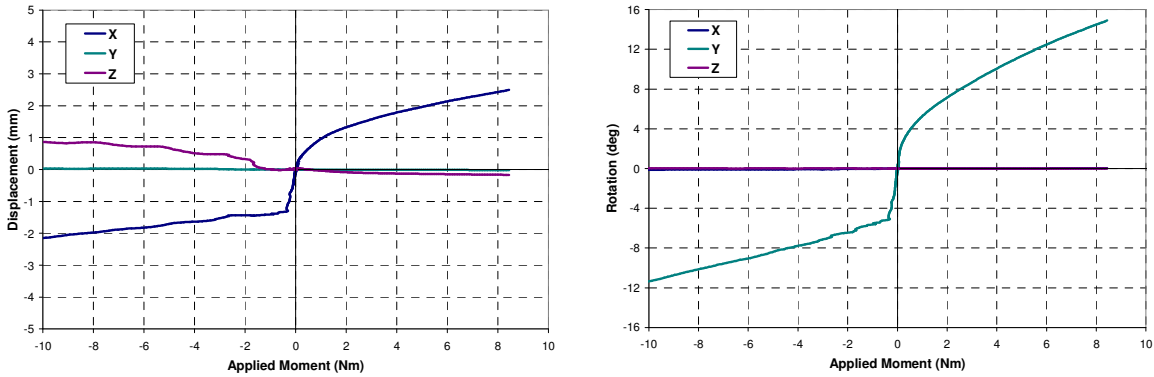 5
4
3
2
1
0
-1
-2
-3
-4
-5
-10 -8 -6 -4 -2 0 2 4 6 8 10
Applied Moment (Nm)
Displacement (mm)
X
Y
Z
16
12
8
4
0
-4
-8
-12
-16
-10 -8 -6 -4 -2 0 2 4 6 8 10
Applied Moment (Nm)
Rotation (deg)
X
Y
Z